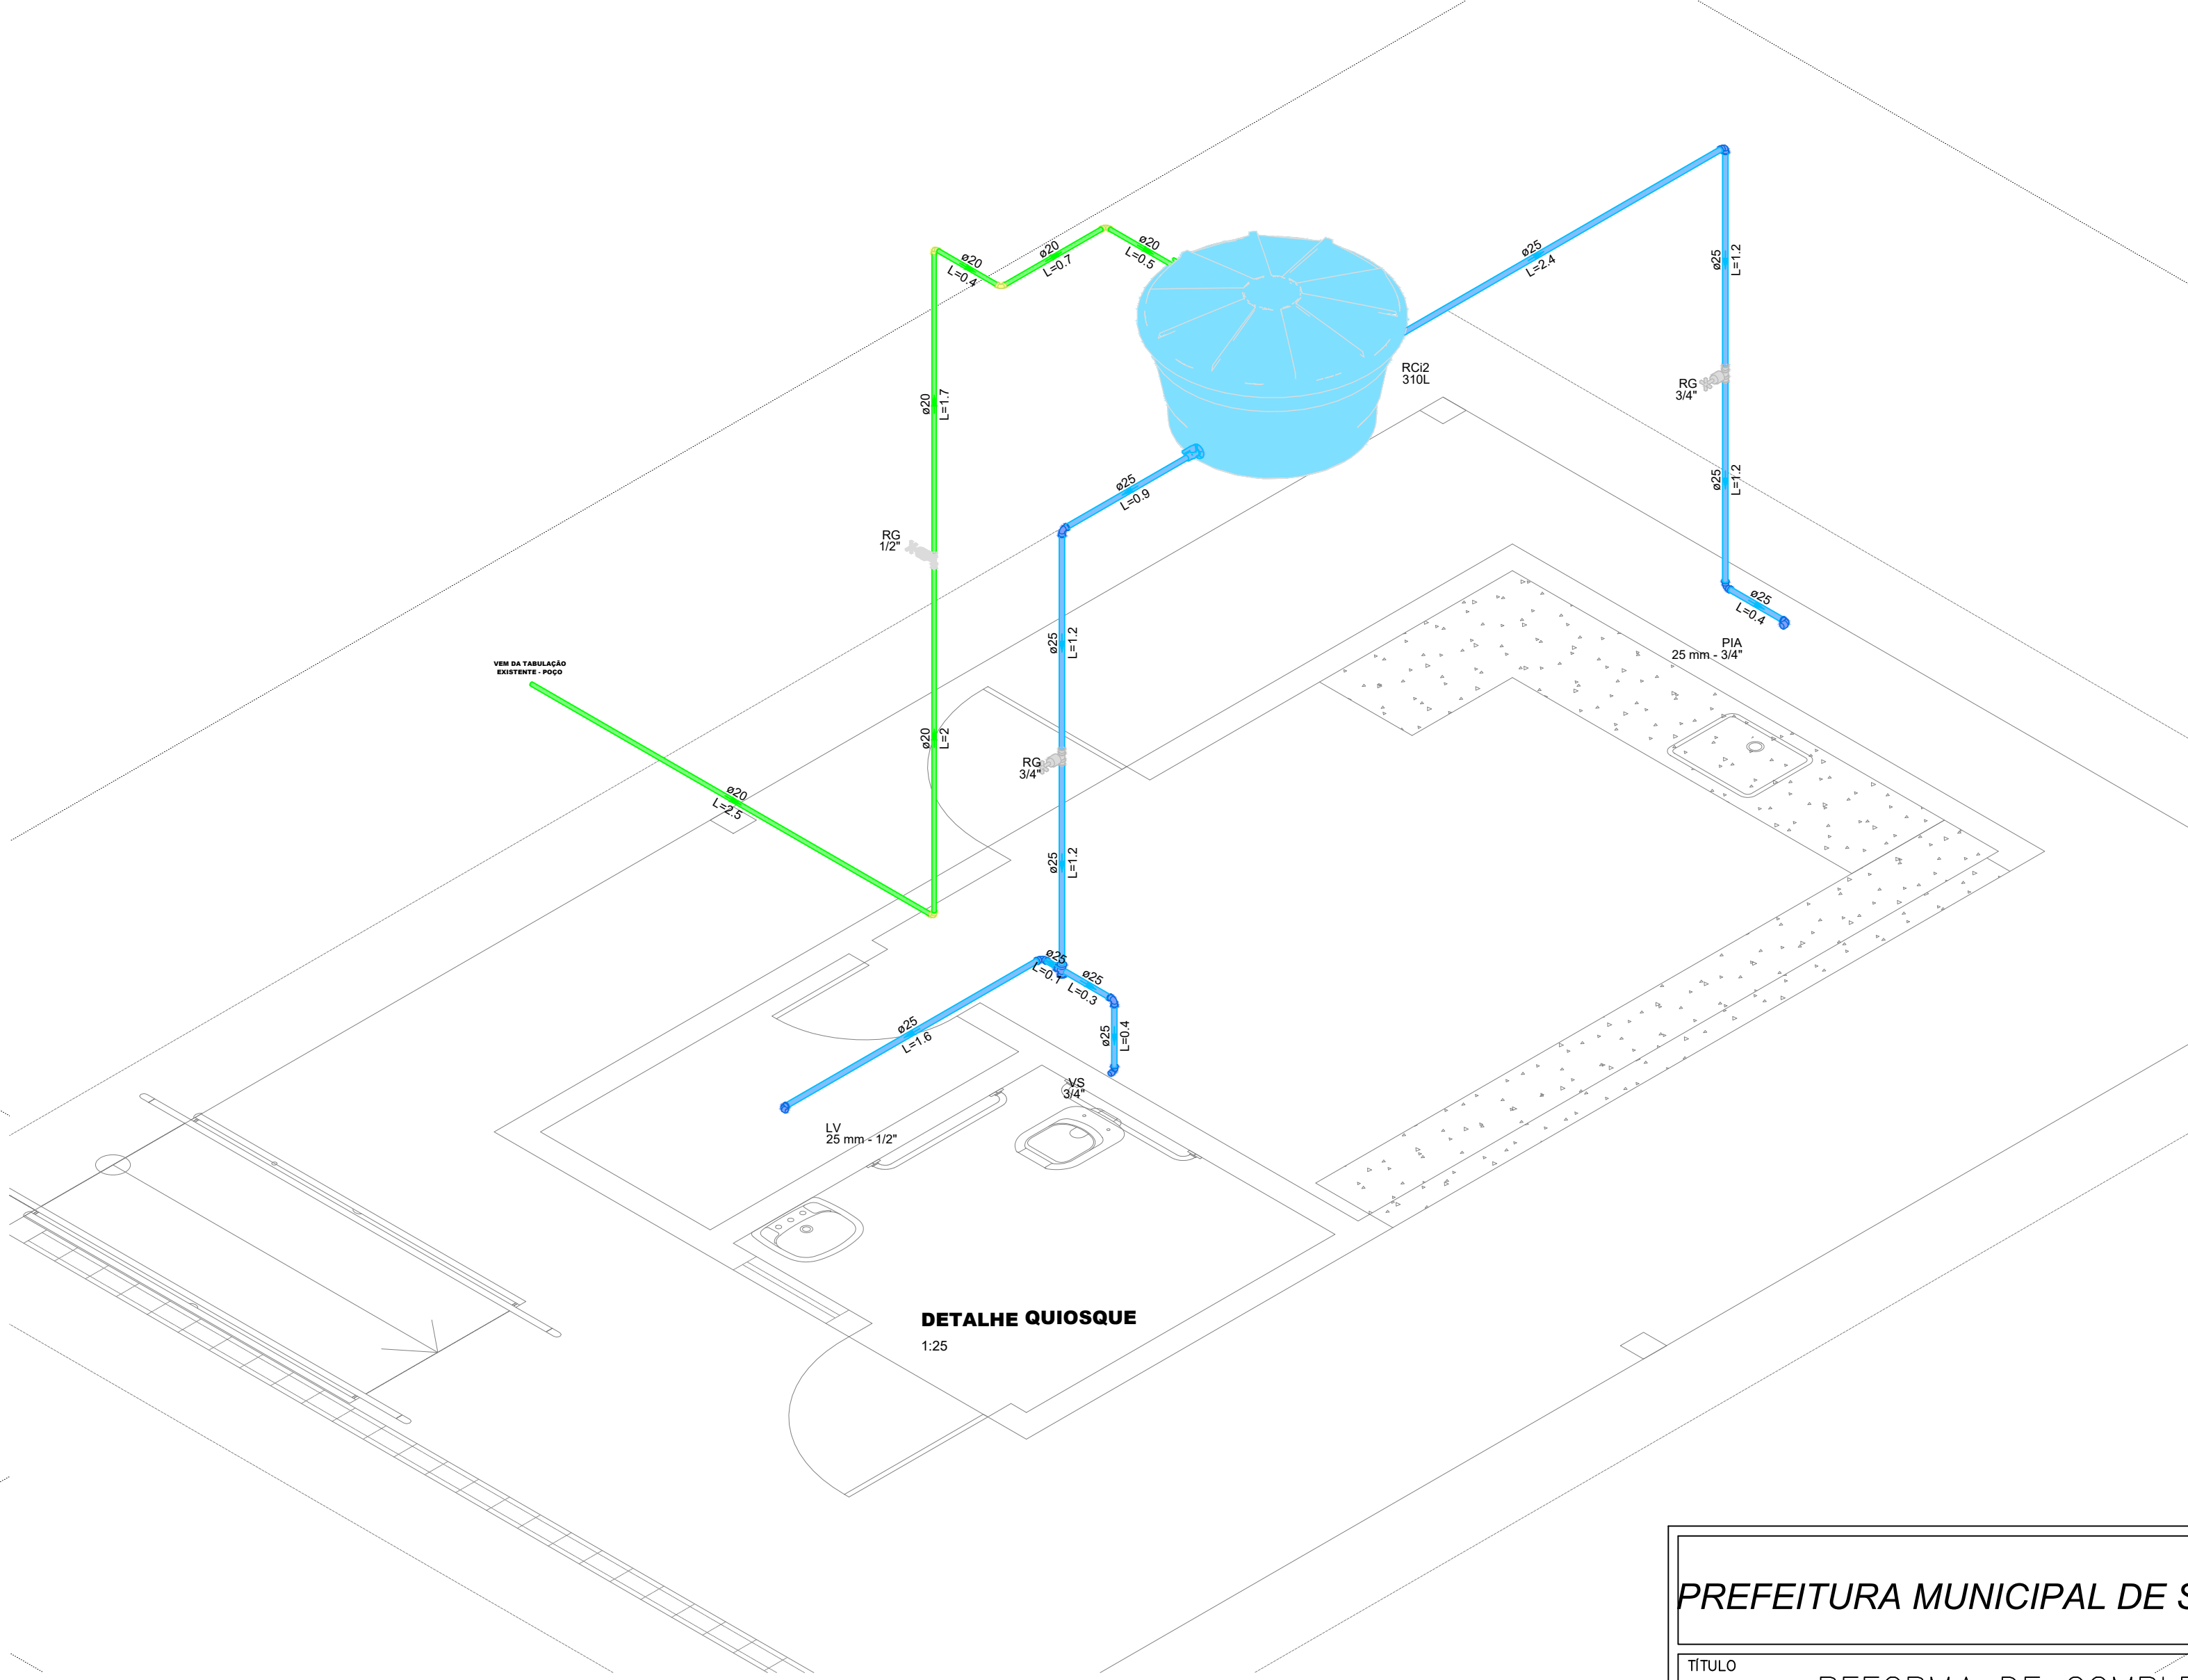 ø20
L=0.4
ø20
L=0.7
ø20
L=0.5
ø25
L=2.4
ø25
L=1.2
RCi2
310L
RG
3/4"
ø20
L=1.7
ø25
L=0.9
ø25
L=1.2
RG
1/2"
ø25
L=0.4
PIA
25 mm - 3/4"
ø25
L=1.2
VEM DA TABULAÇÃO
EXISTENTE - POÇO
ø20
L=2
RG
3/4"
ø20
L=2.5
ø25
L=1.2
ø25
L=0.1
ø25
L=0.3
ø25
L=1.6
ø25
L=0.4
VS
3/4"
LV
25 mm - 1/2"
DETALHE QUIOSQUE
1:25
PREFEITURA MUNICIPAL DE
TÍTULO
REFORMA DE